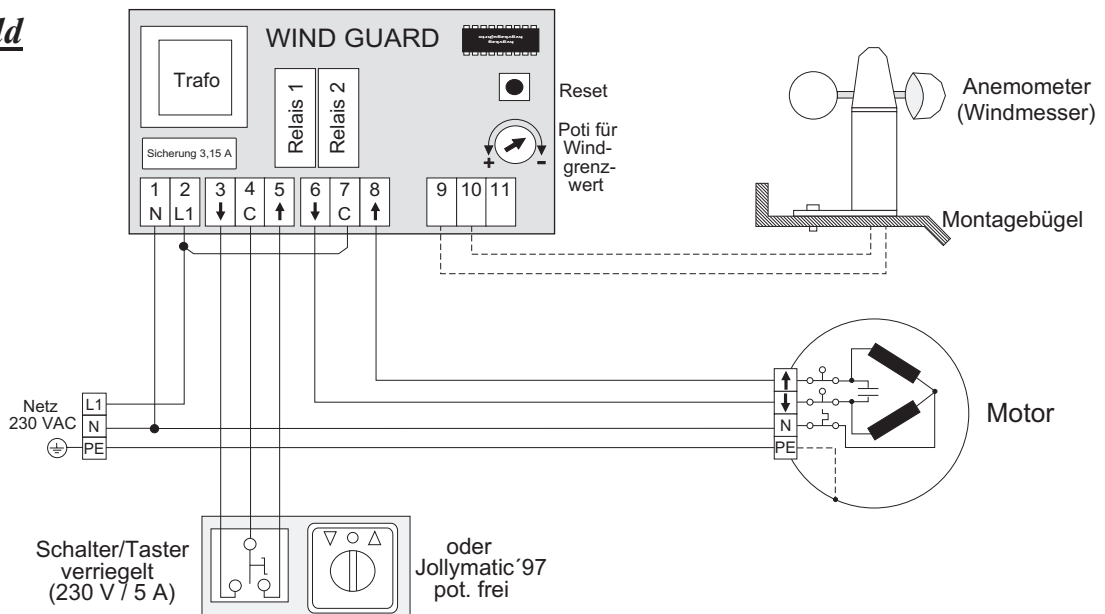 ld
WIND GUARD
Trafo
Relais 1
Relais 2
Reset
Sicherung 3,15 A
Poti für
Wind-
grenz-
wert
+ -
1 2 3 4 5 6 7 8 9 10 11
N L1 C C
Anemometer
(Windmesser)
Montagebügel
Netz
230 VAC
L1
N
PE
N
PE
Motor
Schalter/Taster
verriegelt
(230 V / 5 A)
oder
Jollymatic´97
pot. frei